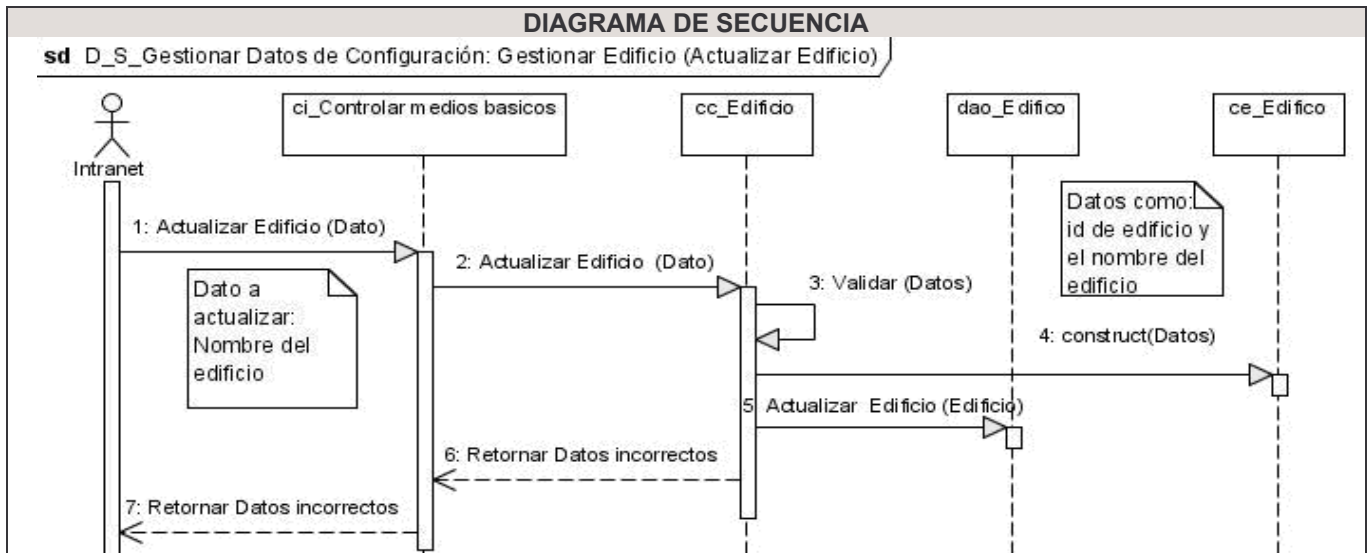 DIAGRAMA DE SECUENCIA
sd D_S_Gestionar Datos de Configuración: Gestionar Edificio (Actualizar Edificio)
ci_Controlar medios basicos
cc_Edificio
dao_Edifico
ce_Edifico
Intranet
Datos como:
id de edificio y
el nombre del
edificio
1: Actualizar Edificio (Dato)
2: Actualizar Edificio (Dato)
3: Validar (Datos)
Dato a
actualizar:
Nombre del
edificio
4: construct(Datos)
5 Actualizar Edificio (Edificio)
6: Retornar Datos incorrectos
7: Retornar Datos incorrectos